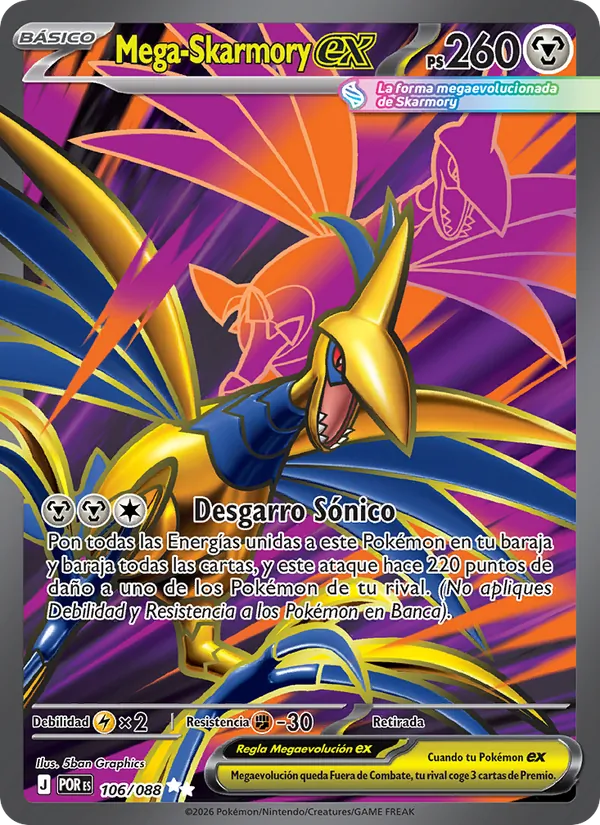 BÁSICO
Mega-Skarmory ex
PS 260
La forma megaevolucionada
de Skarmory
Desgarro Sónico
Pon todas las Energías unidas a este Pokémon en tu baraja
y baraja todas las cartas, y este ataque hace 220 puntos de
daño a uno de los Pokémon de tu rival. (No apliques
Debilidad y Resistencia a los Pokémon en Banca).
Debilidad ×2 Resistencia -30 Retirada
Ilus. 5ban Graphics
Regla Megaevolución ex
Cuando tu Pokémon ex
Megaevolución queda Fuera de Combate, tu rival coge 3 cartas de Premio.
J POR ES 106/088
©2026 Pokémon/Nintendo/Creatures/GAME FREAK